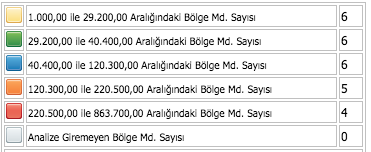 1.000,00 ile 29.200,00 Aralığındaki Bölge Md. Sayısı 6
29.200,00 ile 40.400,00 Aralığındaki Bölge Md. Sayısı 6
40.400,00 ile 120.300,00 Aralığındaki Bölge Md. Sayısı 6
120.300,00 ile 220.500,00 Aralığındaki Bölge Md. Sayısı 5
220.500,00 ile 863.700,00 Aralığındaki Bölge Md. Sayısı 4
Analize Giremeyen Bölge Md. Sayısı 0